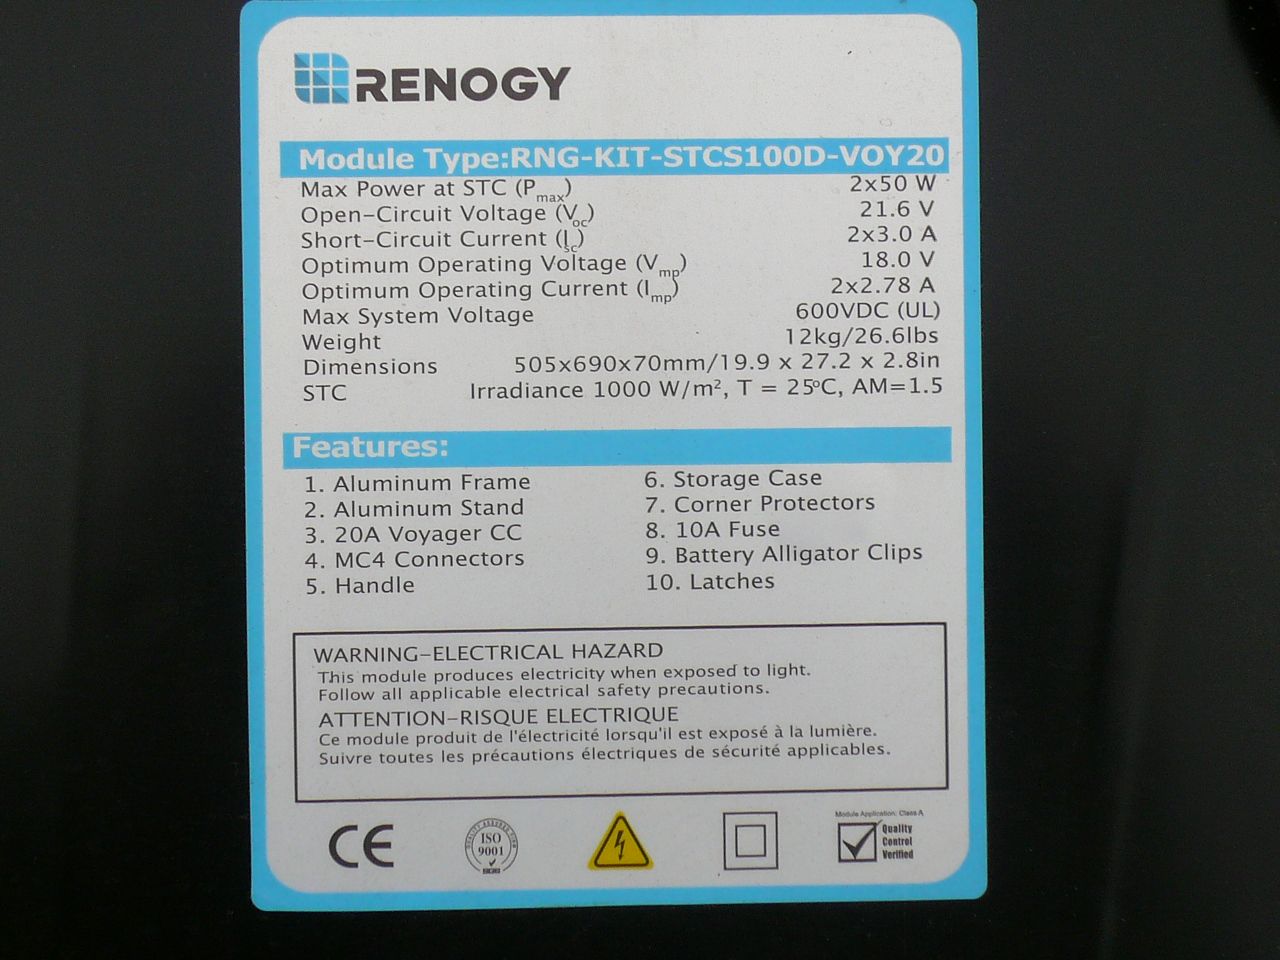 RENOGY
Module Type:RNG-KIT-STCS100D-VOY20
Max Power at STC (Pmax) 2x50 W
Open-Circuit Voltage (Voc) 21.6 V
Short-Circuit Current (Isc) 2x3.0 A
Optimum Operating Voltage (Vmp) 18.0 V
Optimum Operating Current (Imp) 2x2.78 A
Max System Voltage 600VDC (UL)
Weight 12kg/26.6lbs
Dimensions 505x690x70mm/19.9 x 27.2 x 2.8in
STC Irradiance 1000 W/m², T = 25ºC, AM=1.5
Features:
1. Aluminum Frame
2. Aluminum Stand
3. 20A Voyager CC
4. MC4 Connectors
5. Handle
6. Storage Case
7. Corner Protectors
8. 10A Fuse
9. Battery Alligator Clips
10. Latches
WARNING-ELECTRICAL HAZARD
This module produces electricity when exposed to light.
Follow all applicable electrical safety precautions.
ATTENTION-RISQUE ELECTRIQUE
Ce module produit de l'électricité lorsqu'il est exposé à la lumière.
Suivre toutes les précautions électriques de sécurité applicables.
CE
ISO
9001
SGS
Module Application: Class A
Quality
Control
Verified